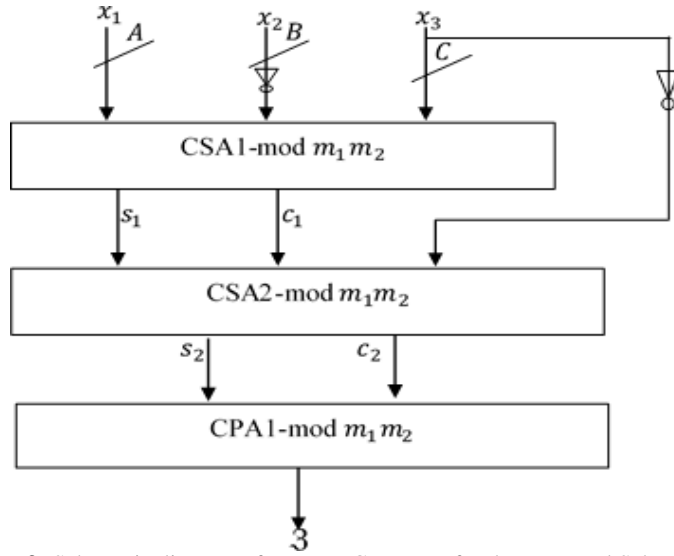 x₁ A x₂ B x₃ C
CSA1-mod m₁m₂
s₁ c₁
CSA2-mod m₁m₂
s₂ c₂
CPA1-mod m₁m₂
3